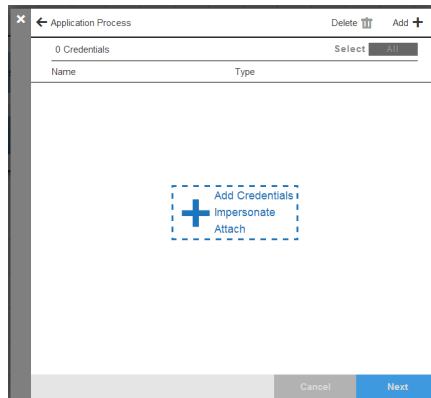 Application Process Delete Add
0 Credentials Select All
Name Type
Add Credentials
Impersonate
Attach
Cancel Next